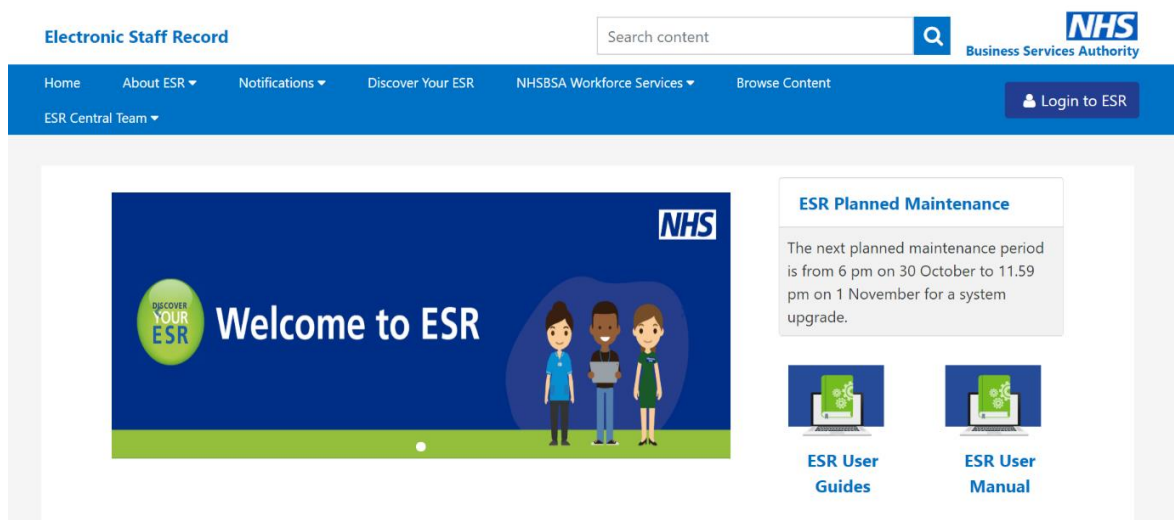 Electronic Staff Record
Search content
NHS
Business Services Authority
Home About ESR Notifications Discover Your ESR NHSBSA Workforce Services Browse Content
Login to ESR
ESR Central Team
NHS
DISCOVER
YOUR
ESR
Welcome to ESR
ESR Planned Maintenance
The next planned maintenance period
is from 6 pm on 30 October to 11.59
pm on 1 November for a system
upgrade.
ESR User
Guides
ESR User
Manual